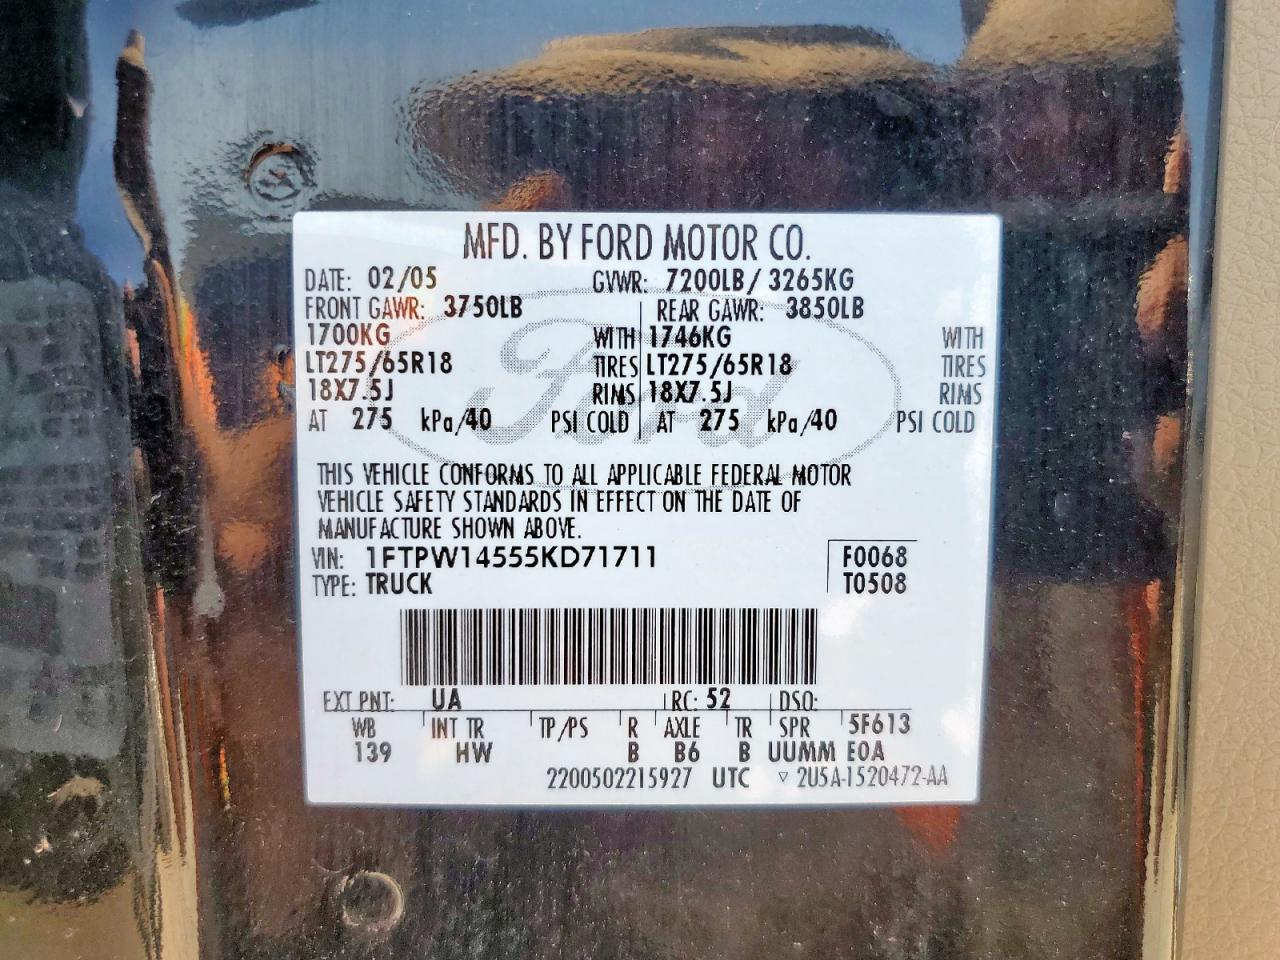 MFD. BY FORD MOTOR CO.
DATE: 02/05 GVWR: 7200LB/ 3265KG
FRONT GAWR: 3750LB REAR GAWR: 3850LB
1700KG WITH 1746KG WITH
LT275/65R18 TIRES LT275/65R18 TIRES
18X7.5J RIMS 18X7.5J RIMS
AT 275 kPa/40 PSI COLD AT 275 kPa/40 PSI COLD
Ford
THIS VEHICLE CONFORMS TO ALL APPLICABLE FEDERAL MOTOR
VEHICLE SAFETY STANDARDS IN EFFECT ON THE DATE OF
MANUFACTURE SHOWN ABOVE.
VIN: 1FTPW14555KD71711 F0068
TYPE: TRUCK T0508
EXT PNT: UA RC: 52 DSO:
WB INT TR TP/PS R AXLE TR SPR 5F613
139 HW B B6 B UUMM E0A
2200502215927 UTC ▽ 2U5A-1520472-AA